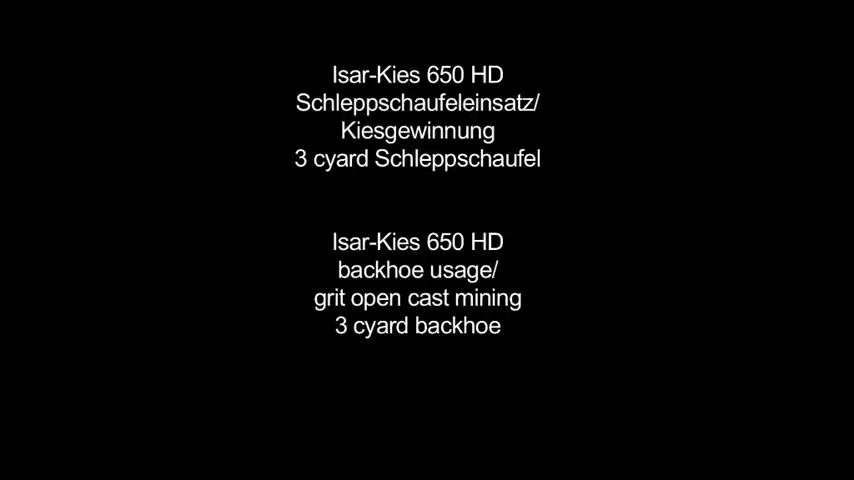 Isar-Kies 650 HD
Schleppschaufeleinsatz/
Kiesgewinnung
3 cyard Schleppschaufel
Isar-Kies 650 HD
backhoe usage/
grit open cast mining
3 cyard backhoe